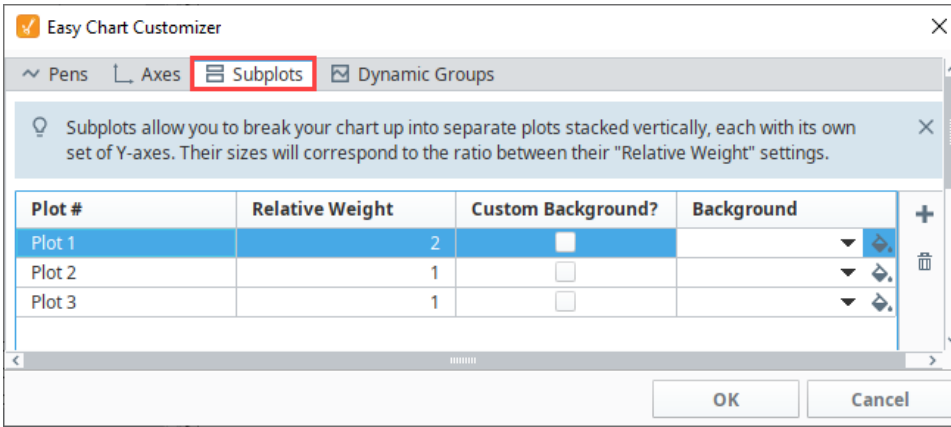 Easy Chart Customizer
Pens Axes Subplots Dynamic Groups
Subplots allow you to break your chart up into separate plots stacked vertically, each with its own
set of Y-axes. Their sizes will correspond to the ratio between their "Relative Weight" settings.
Plot # Relative Weight Custom Background? Background
Plot 1 2
Plot 2 1
Plot 3 1
OK Cancel